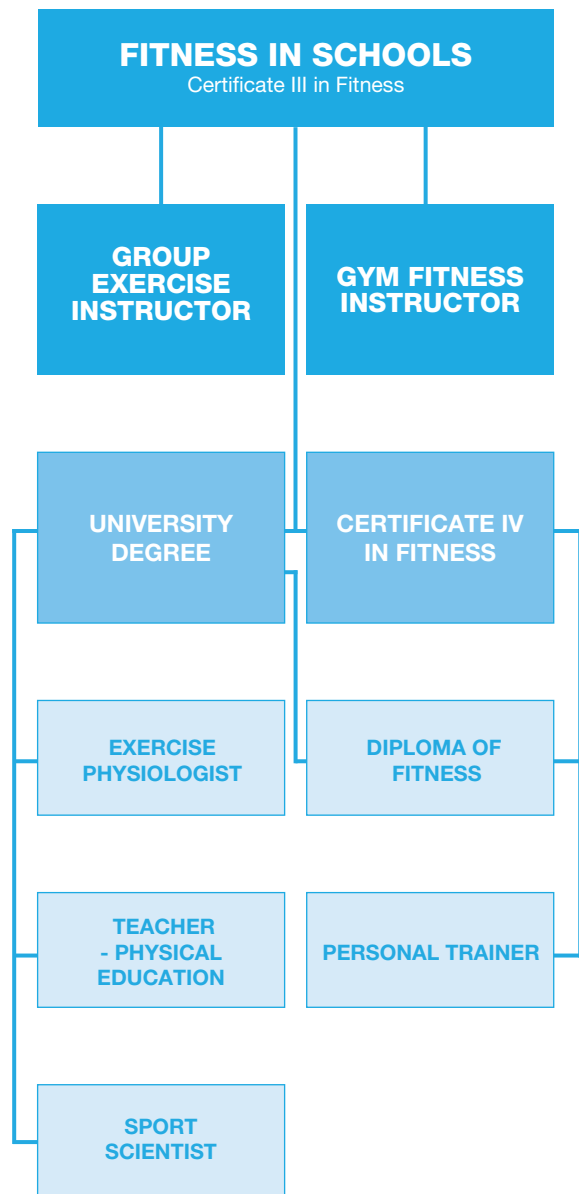 FITNESS IN SCHOOLS
Certificate III in Fitness
GROUP
EXERCISE
INSTRUCTOR
GYM FITNESS
INSTRUCTOR
UNIVERSITY
DEGREE
CERTIFICATE IV
IN FITNESS
EXERCISE
PHYSIOLOGIST
DIPLOMA OF
FITNESS
TEACHER
- PHYSICAL
EDUCATION
PERSONAL TRAINER
SPORT
SCIENTIST